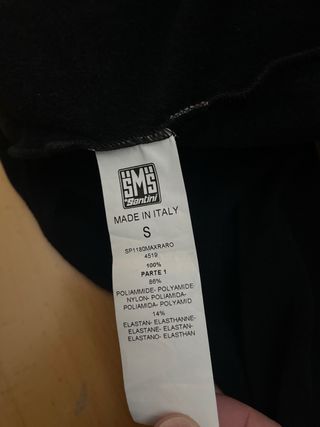 SMS
Santini
MADE IN ITALY
S
SP1180MAXRARO
4519
100%
PARTE 1
86%
POLIAMMIDE- POLYAMIDE
NYLON- POLIAMIDA-
POLIAMIDA- POLYAMID
14%
ELASTAN- ELASTHANNE-
ELASTANE- ELASTAN-
ELASTANO- ELASTHAN